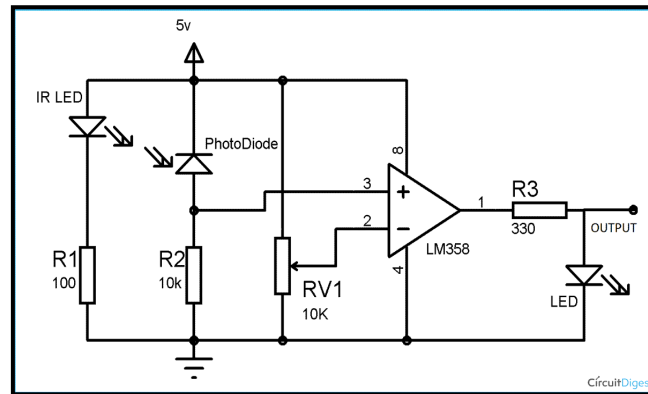 5v
IR LED
PhotoDiode
8
3
+
2
−
1
LM358
4
R1
100
R2
10k
RV1
10K
R3
330
OUTPUT
LED
CírcuitDiges